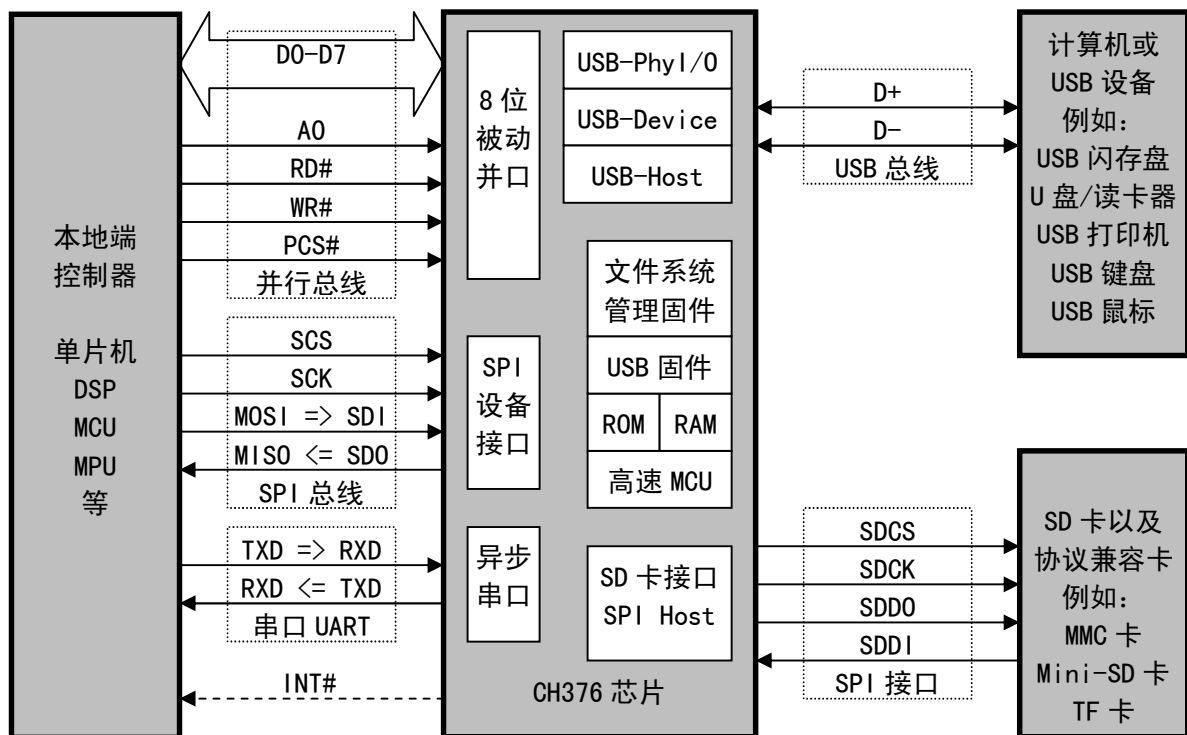 本地端
控制器
单片机
DSP
MCU
MPU
等
D0-D7
A0
RD#
WR#
PCS#
并行总线
SCS
SCK
MOSI => SDI
MISO <= SDO
SPI 总线
TXD => RXD
RXD <= TXD
串口 UART
INT#
8 位
被动
并口
SPI
设备
接口
异步
串口
USB-PhyI/O
USB-Device
USB-Host
文件系统
管理固件
USB 固件
ROM
RAM
高速 MCU
SD 卡接口
SPI Host
CH376 芯片
D+
D-
USB 总线
SDCS
SDCK
SDDO
SDDI
SPI 接口
计算机或
USB 设备
例如：
USB 闪存盘
U 盘/读卡器
USB 打印机
USB 键盘
USB 鼠标
SD 卡以及
协议兼容卡
例如：
MMC 卡
Mini-SD 卡
TF 卡